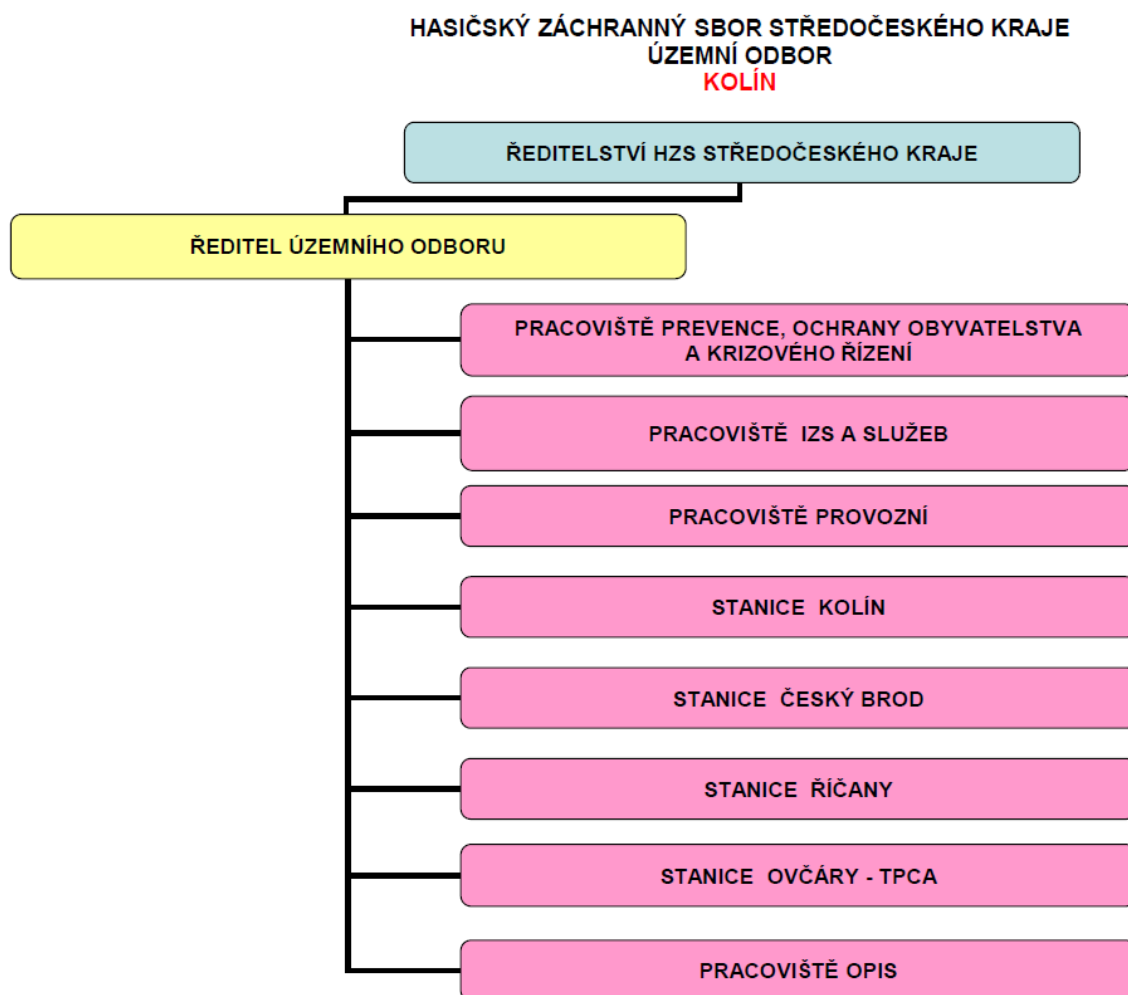 HASIČSKÝ ZÁCHRANNÝ SBOR STŘEDOČESKÉHO KRAJE
ÚZEMNÍ ODBOR
KOLÍN
ŘEDITELSTVÍ HZS STŘEDOČESKÉHO KRAJE
ŘEDITEL ÚZEMNÍHO ODBORU
PRACOVIŠTĚ PREVENCE, OCHRANY OBYVATELSTVA
A KRIZOVÉHO ŘÍZENÍ
PRACOVIŠTĚ IZS A SLUŽEB
PRACOVIŠTĚ PROVOZNÍ
STANICE KOLÍN
STANICE ČESKÝ BROD
STANICE ŘÍČANY
STANICE OVČÁRY - TPCA
PRACOVIŠTĚ OPIS